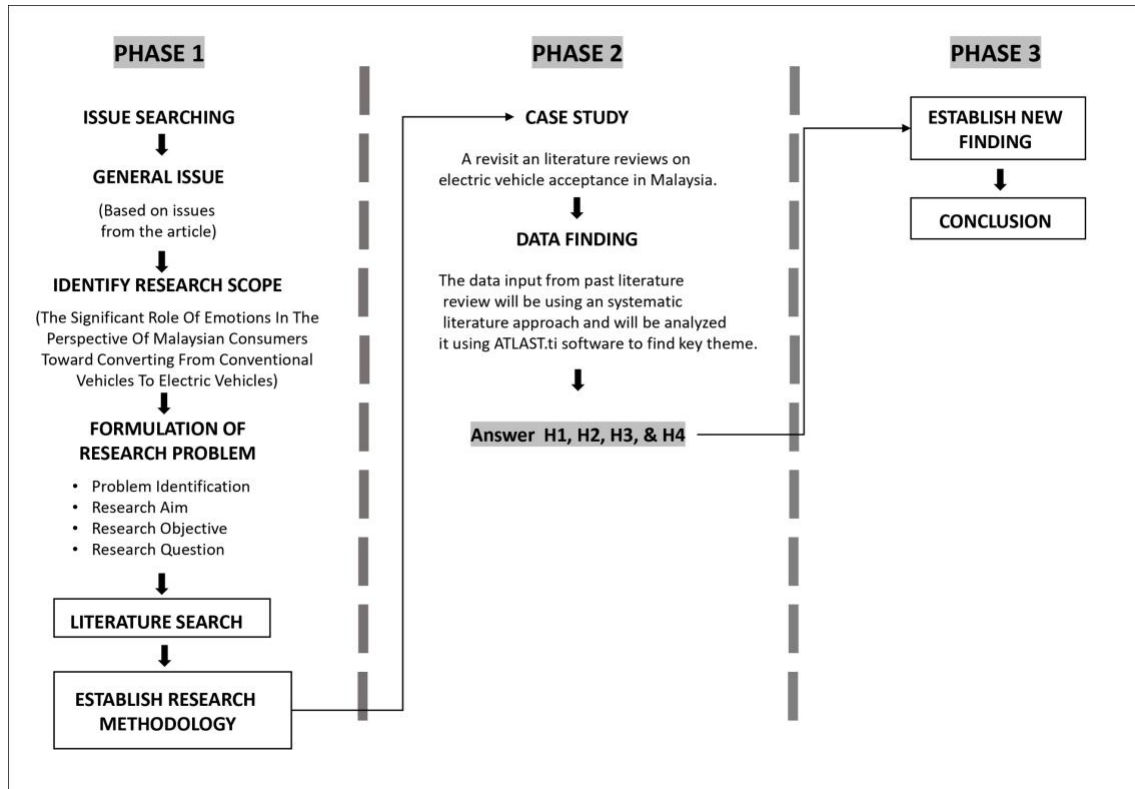 PHASE 1
ISSUE SEARCHING
GENERAL ISSUE
(Based on issues
from the article)
IDENTIFY RESEARCH SCOPE
(The Significant Role Of Emotions In The
Perspective Of Malaysian Consumers
Toward Converting From Conventional
Vehicles To Electric Vehicles)
FORMULATION OF
RESEARCH PROBLEM
• Problem Identification
• Research Aim
• Research Objective
• Research Question
LITERATURE SEARCH
ESTABLISH RESEARCH
METHODOLOGY
PHASE 2
CASE STUDY
A revisit an literature reviews on
electric vehicle acceptance in Malaysia.
DATA FINDING
The data input from past literature
review will be using an systematic
literature approach and will be analyzed
it using ATLAST.ti software to find key theme.
Answer H1, H2, H3, & H4
PHASE 3
ESTABLISH NEW
FINDING
CONCLUSION